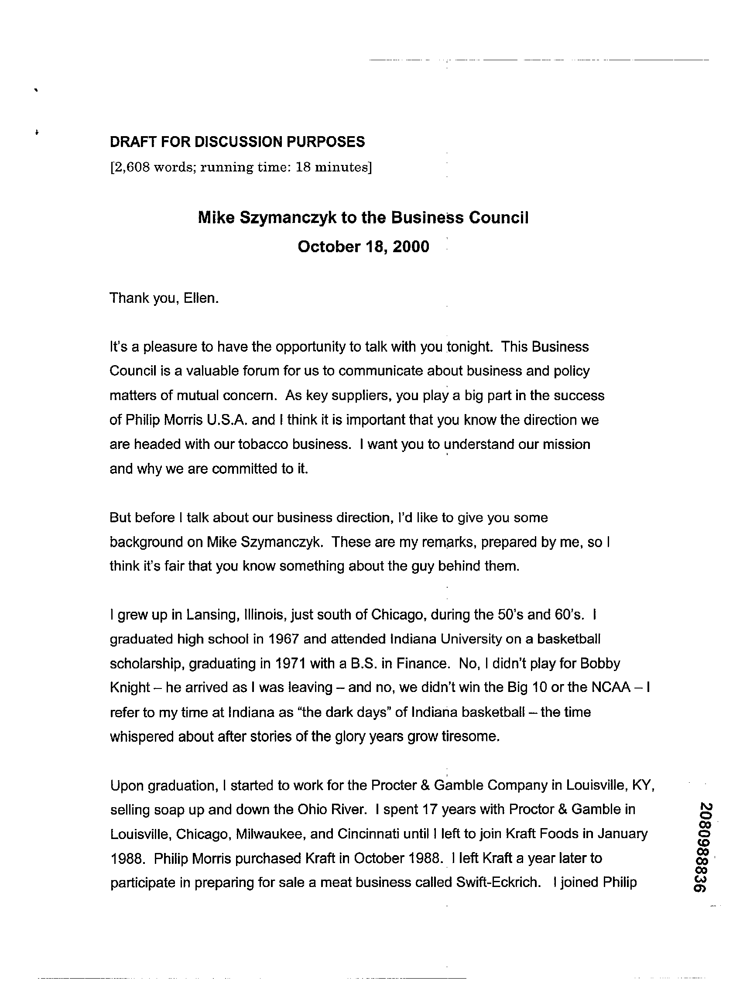 DRAFT FOR DISCUSSION PURPOSES
[2,608 words; running time: 18 minutes]
Mike Szymanczyk to the Business Council
October 18, 2000
Thank you, Ellen.
It's a pleasure to have the opportunity to talk with you tonight. This Business
Council is a valuable forum for us to communicate about business and policy
matters of mutual concern. As key suppliers, you play a big part in the success
of Philip Morris U.S.A. and I think it is important that you know the direction we
are headed with our tobacco business. I want you to understand our mission
and why we are committed to it.
But before I talk about our business direction, I'd like to give you some
background on Mike Szymanczyk. These are my remarks, prepared by me, so I
think it's fair that you know something about the guy behind them.
I grew up in Lansing, Illinois, just south of Chicago, during the 50's and 60's. I
graduated high school in 1967 and attended Indiana University on a basketball
scholarship, graduating in 1971 with a B.S. in Finance. No, I didn't play for Bobby
Knight – he arrived as I was leaving – and no, we didn't win the Big 10 or the NCAA – I
refer to my time at Indiana as "the dark days" of Indiana basketball – the time
whispered about after stories of the glory years grow tiresome.
Upon graduation, I started to work for the Procter & Gamble Company in Louisville, KY,
selling soap up and down the Ohio River. I spent 17 years with Proctor & Gamble in
Louisville, Chicago, Milwaukee, and Cincinnati until I left to join Kraft Foods in January
1988. Philip Morris purchased Kraft in October 1988. I left Kraft a year later to
participate in preparing for sale a meat business called Swift-Eckrich. I joined Philip
2080988836